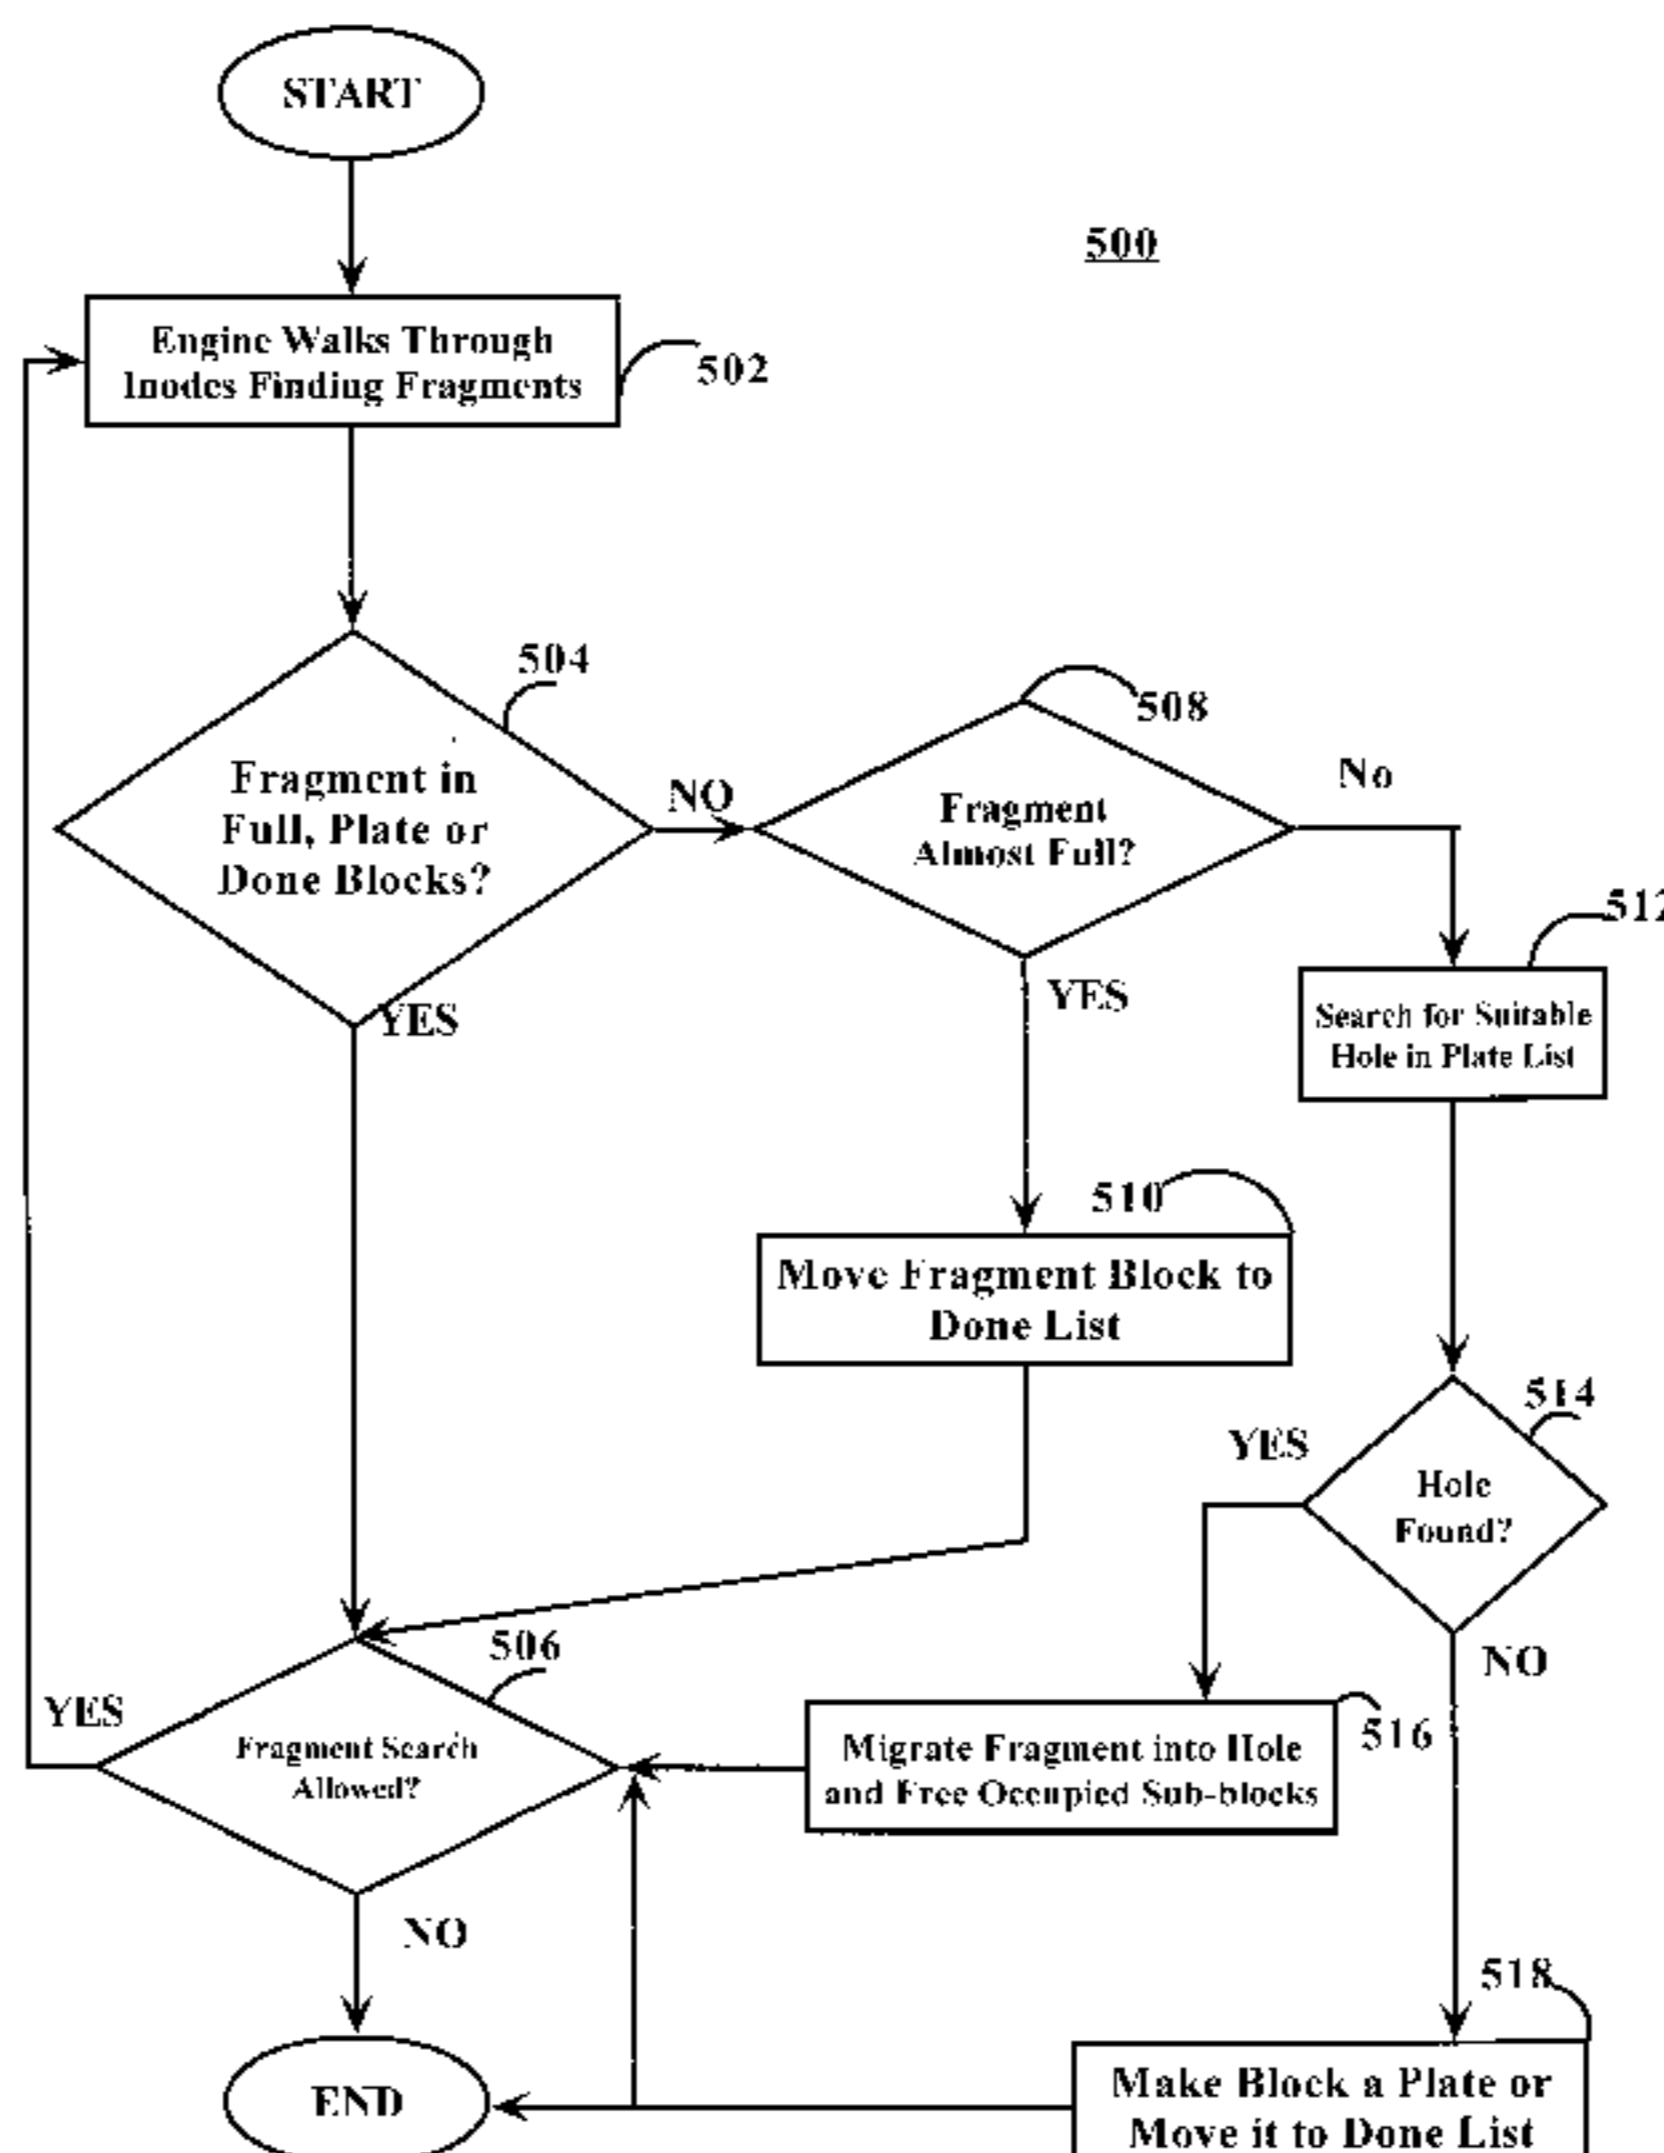 START
500
Engine Walks Through
Inodes Finding Fragments
502
504
508
Fragment in
Full, Plate or
Done Blocks?
NO
Fragment
Almost Full?
No
YES
YES
512
Search for Suitable
Hole in Plate List
510
Move Fragment Block to
Done List
514
YES
Hole
Found?
NO
506
YES
Fragment Search
Allowed?
516
Migrate Fragment into Hole
and Free Occupied Sub-blocks
NO
518
END
Make Block a Plate or
Move it to Done List